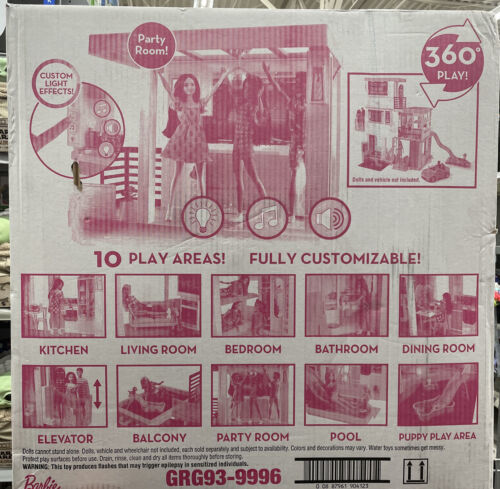 Party
Room!
360°
PLAY!
CUSTOM
LIGHT
EFFECTS!
Dolls and vehicle not included.
10 PLAY AREAS! FULLY CUSTOMIZABLE!
KITCHEN
LIVING ROOM
BEDROOM
BATHROOM
DINING ROOM
ELEVATOR
BALCONY
PARTY ROOM
POOL
PUPPY PLAY AREA
Dolls cannot stand alone. Dolls, vehicle and wheelchair not included, each sold separately and subject to availability. Colors and decorations may vary. Water toys sometimes get messy.
Protect play surfaces before use. Drain, rinse, clean and dry all items thoroughly before storing.
WARNING: This toy produces flashes that may trigger epilepsy in sensitized individuals.
Barbie
GRG93-9996
0 08 87961 904123